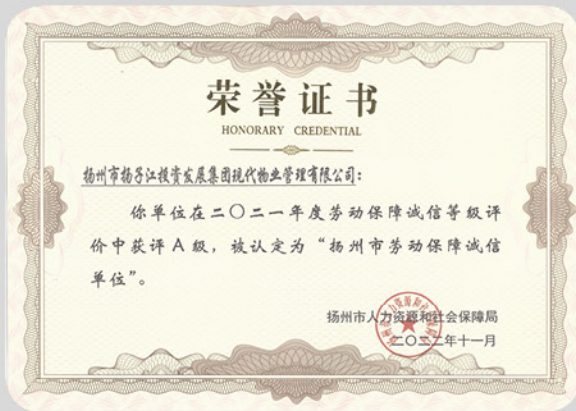 荣誉证书
HONORARY CREDENTIAL
扬州市扬子江投资发展集团现代物业管理有限公司：
你单位在二〇二一年度劳动保障诚信等级评
价中获评A级，被认定为“扬州市劳动保障诚信
单位”。
扬州市人力资源和社会保障局
二〇二二年十一月